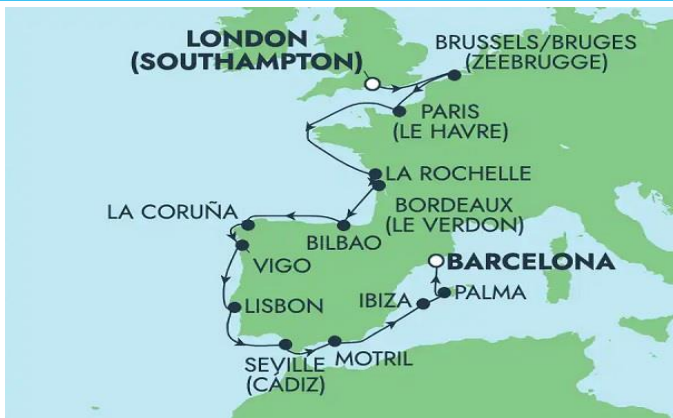 LONDON
(SOUTHAMPTON)
BRUSSELS/BRUGES
(ZEEBRUGGE)
PARIS
(LE HAVRE)
LA ROCHELLE
BORDEAUX
(LE VERDON)
LA CORUÑA
BILBAO
VIGO
BARCELONA
LISBON
IBIZA
PALMA
SEVILLE
(CÁDIZ)
MOTRIL